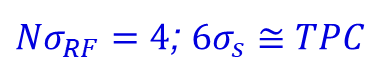 Nσ_RF = 4; 6σ_s ≅ TPC